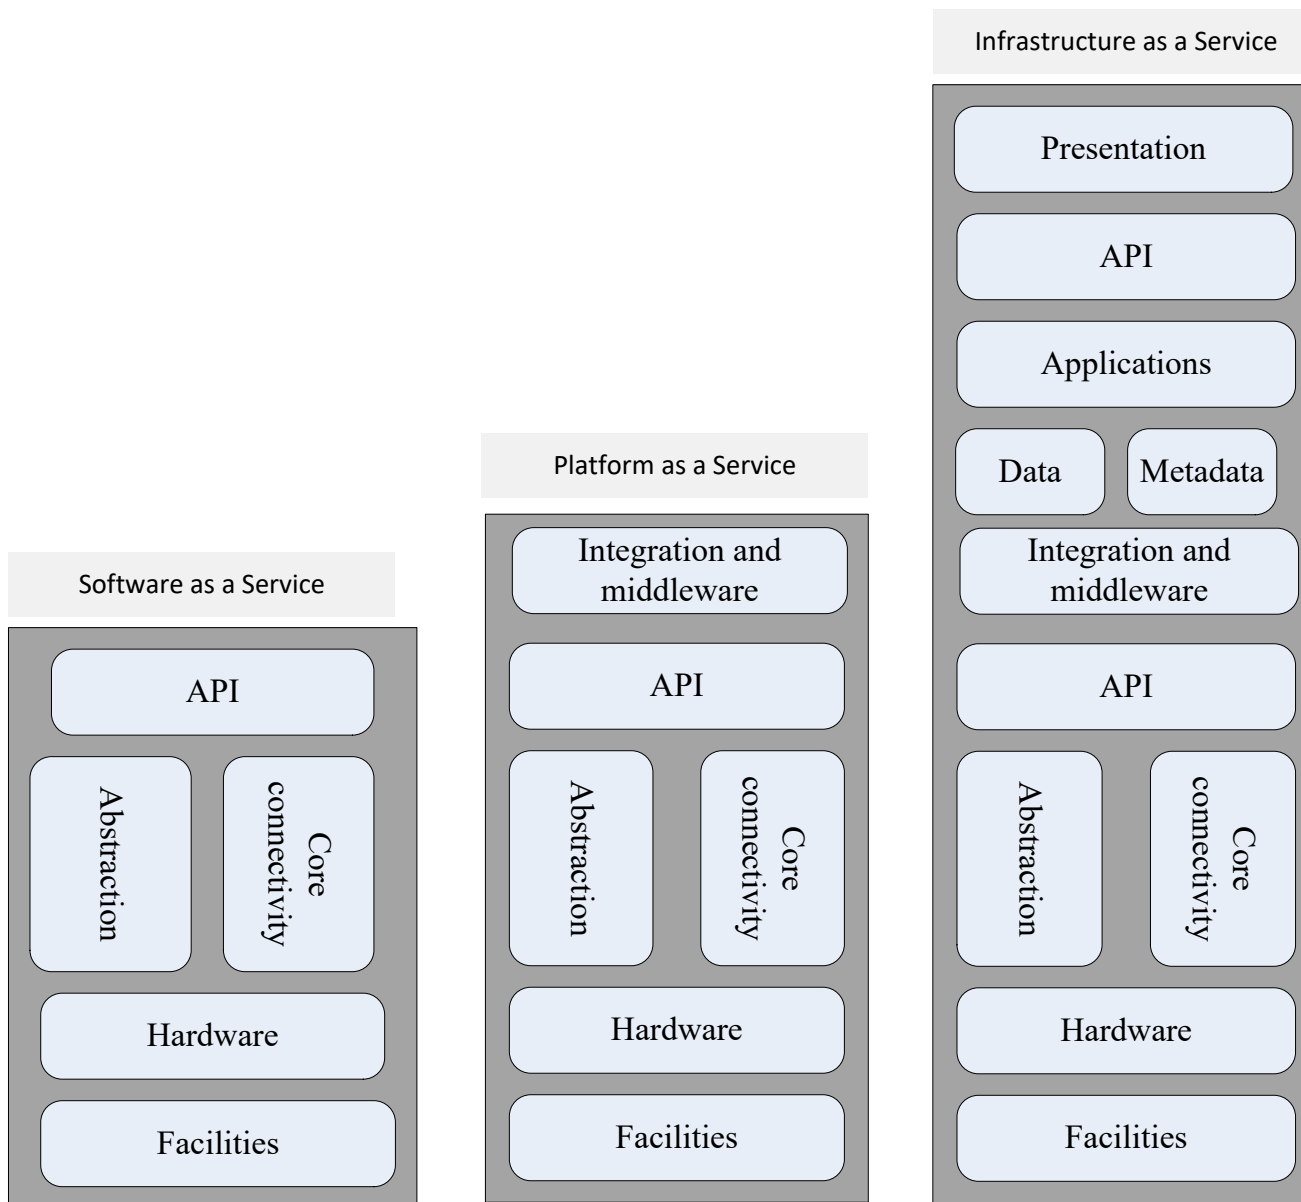 Software as a Service
API
Abstraction
Core
connectivity
Hardware
Facilities
Platform as a Service
Integration and
middleware
API
Abstraction
Core
connectivity
Hardware
Facilities
Infrastructure as a Service
Presentation
API
Applications
Data
Metadata
Integration and
middleware
API
Abstraction
Core
connectivity
Hardware
Facilities